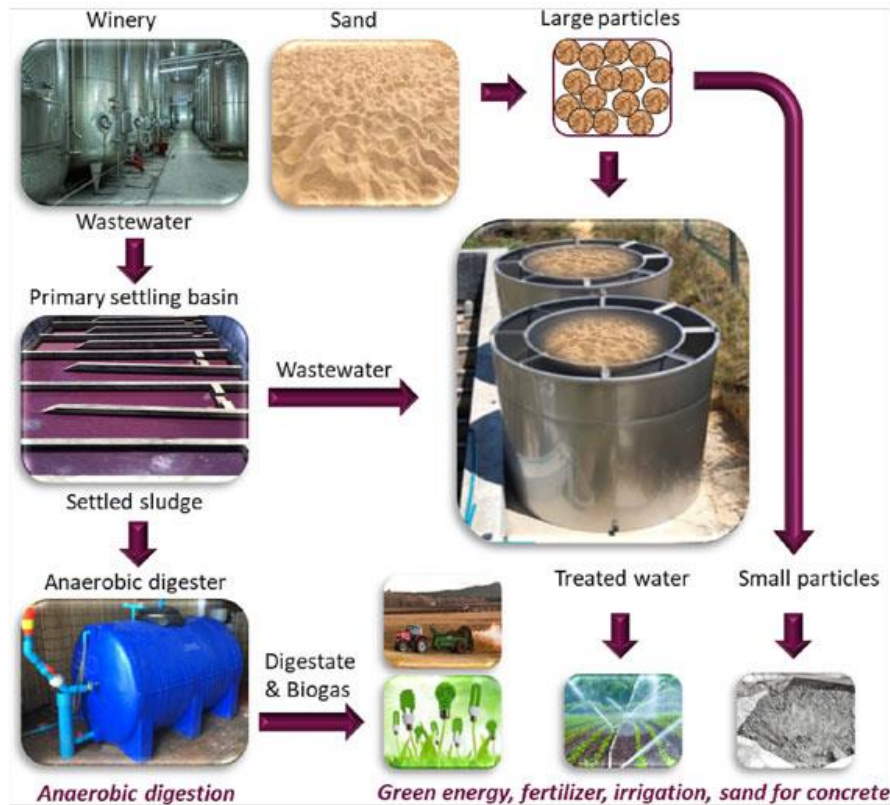 Winery
Sand
Large particles
Wastewater
Primary settling basin
Wastewater
Settled sludge
Anaerobic digester
Treated water
Small particles
Digestate
& Biogas
Anaerobic digestion
Green energy, fertilizer, irrigation, sand for concrete